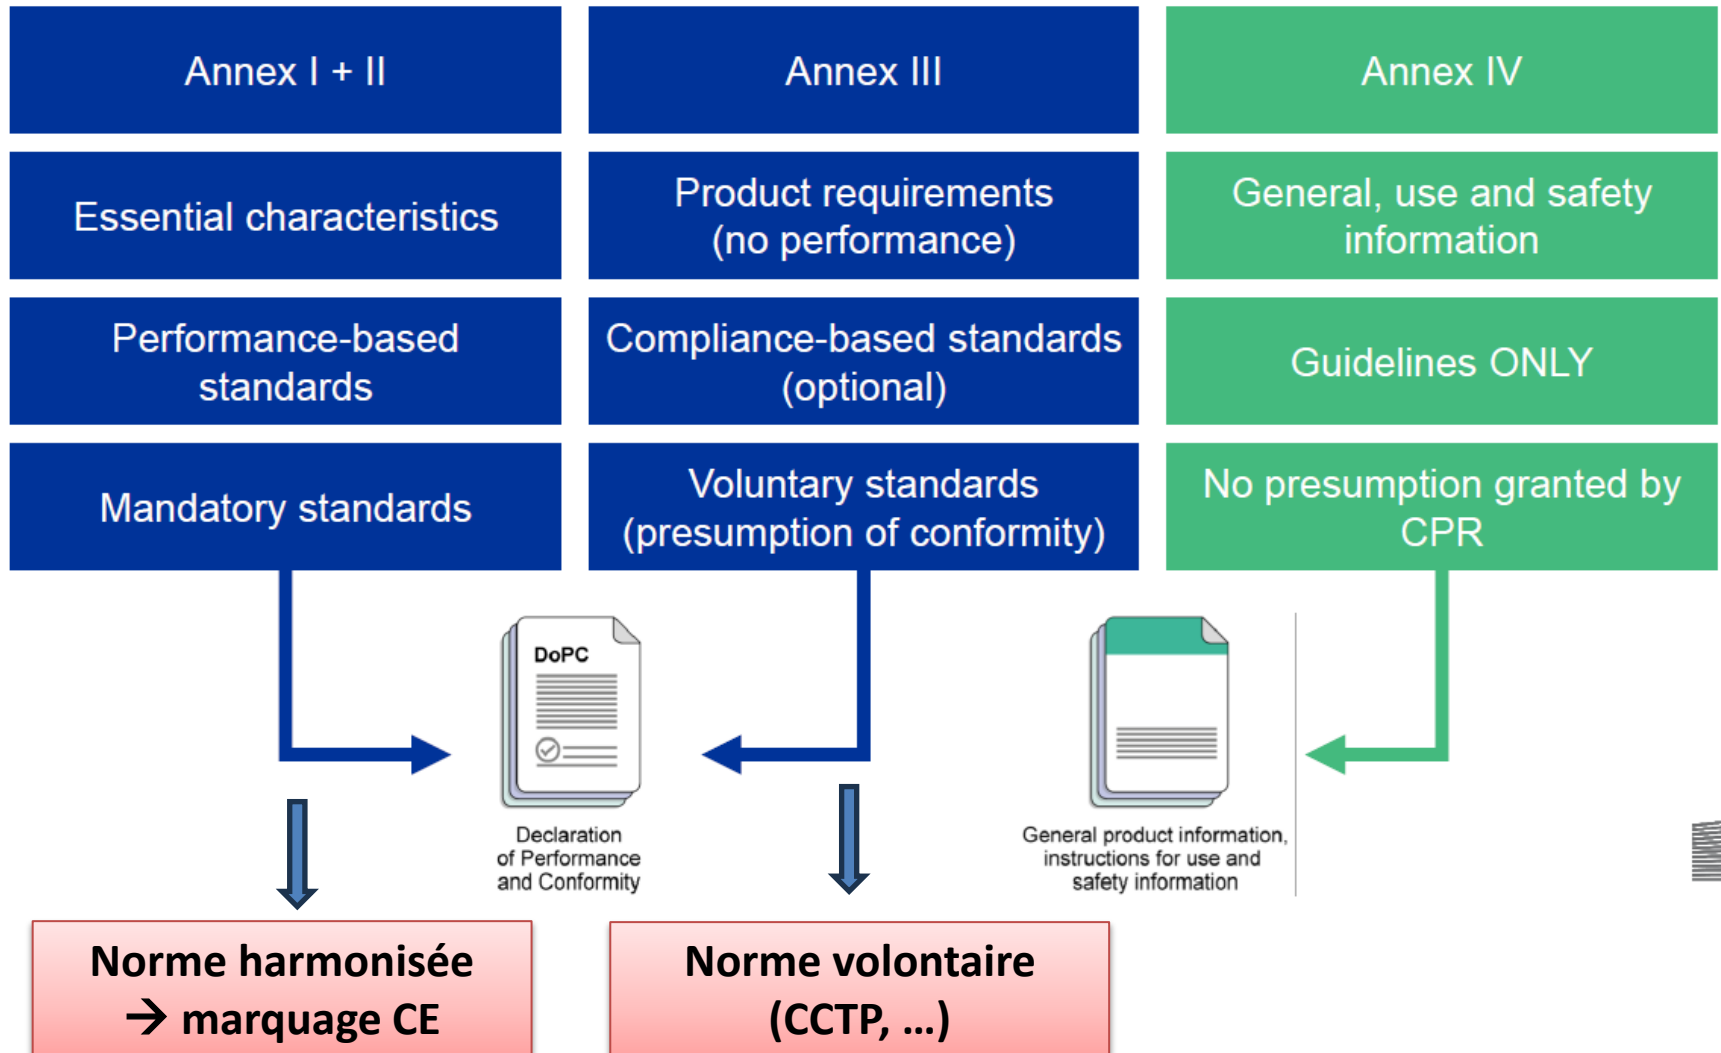 Annex I + II
Annex III
Annex IV
Essential characteristics
Product requirements
(no performance)
General, use and safety
information
Performance-based
standards
Compliance-based standards
(optional)
Guidelines ONLY
Mandatory standards
Voluntary standards
(presumption of conformity)
No presumption granted by
CPR
DoPC
Declaration
of Performance
and Conformity
General product information,
instructions for use and
safety information
Norme harmonisée
→ marquage CE
Norme volontaire
(CCTP, ...)